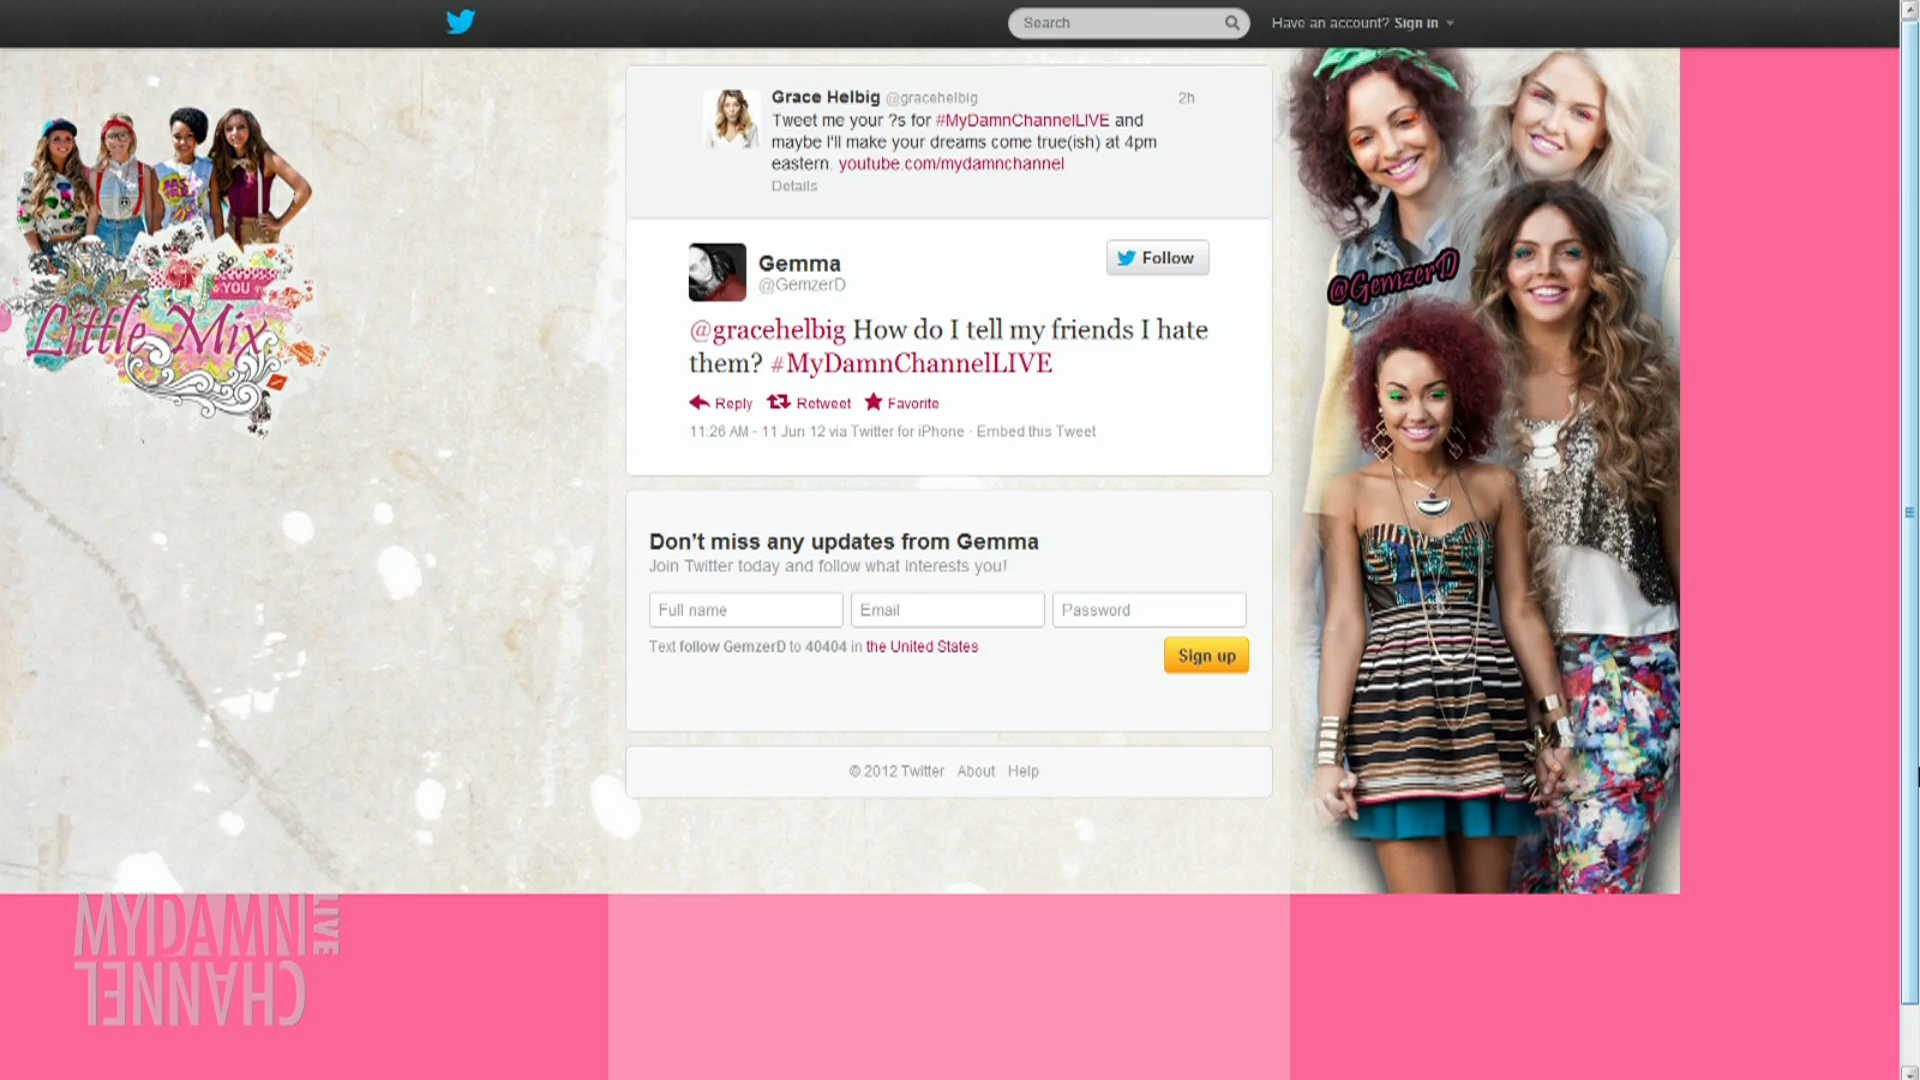 Search
Have an account? Sign in
Grace Helbig @gracehelbig
2h
Tweet me your ?s for #MyDamnChannelLIVE and
maybe I'll make your dreams come true(ish) at 4pm
eastern. youtube.com/mydamnchannel
Details
Gemma
@GemzerD
Follow
@gracehelbig How do I tell my friends I hate
them? #MyDamnChannelLIVE
Reply Retweet Favorite
11:26 AM - 11 Jun 12 via Twitter for iPhone · Embed this Tweet
Don't miss any updates from Gemma
Join Twitter today and follow what interests you!
Full name
Email
Password
Text follow GemzerD to 40404 in the United States
Sign up
© 2012 Twitter About Help
YOU
Little Mix
@GemzerD
MYDAMN
CHANNEL
LIVE